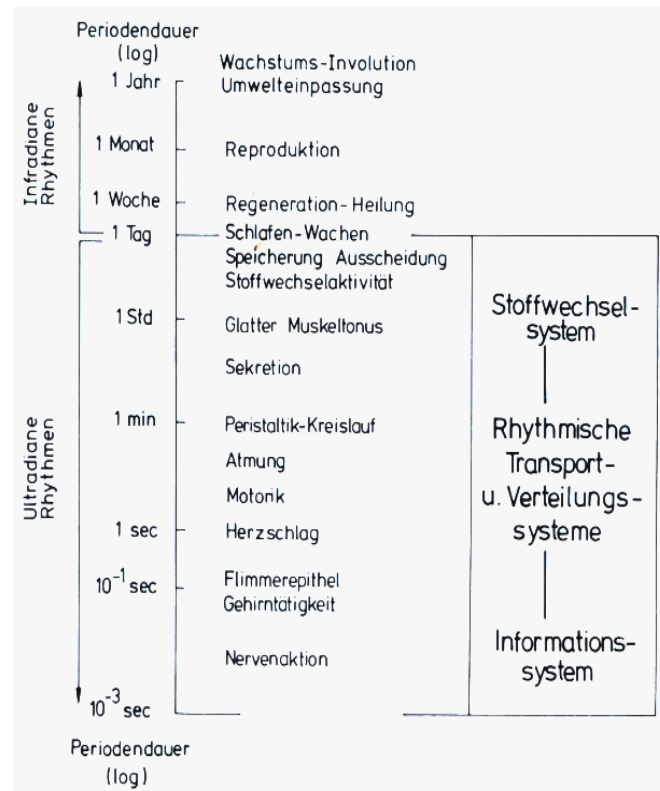 Periodendauer
(log)
Wachstums-Involution
1 Jahr
Umwelteinpassung
Infradiane
Rhythmen
1 Monat
Reproduktion
1 Woche
Regeneration-Heilung
1 Tag
Schlafen-Wachen
Speicherung Ausscheidung
Stoffwechselaktivität
1 Std
Glatter Muskeltonus
Sekretion
Ultradiane
Rhythmen
1 min
Peristaltik-Kreislauf
Atmung
Motorik
1 sec
Herzschlag
10⁻¹ sec
Flimmerepithel
Gehirntätigkeit
Nervenaktion
10⁻³ sec
Periodendauer
(log)
Stoffwechsel-
system
Rhythmische
Transport-
u. Verteilungs-
systeme
Informations-
system